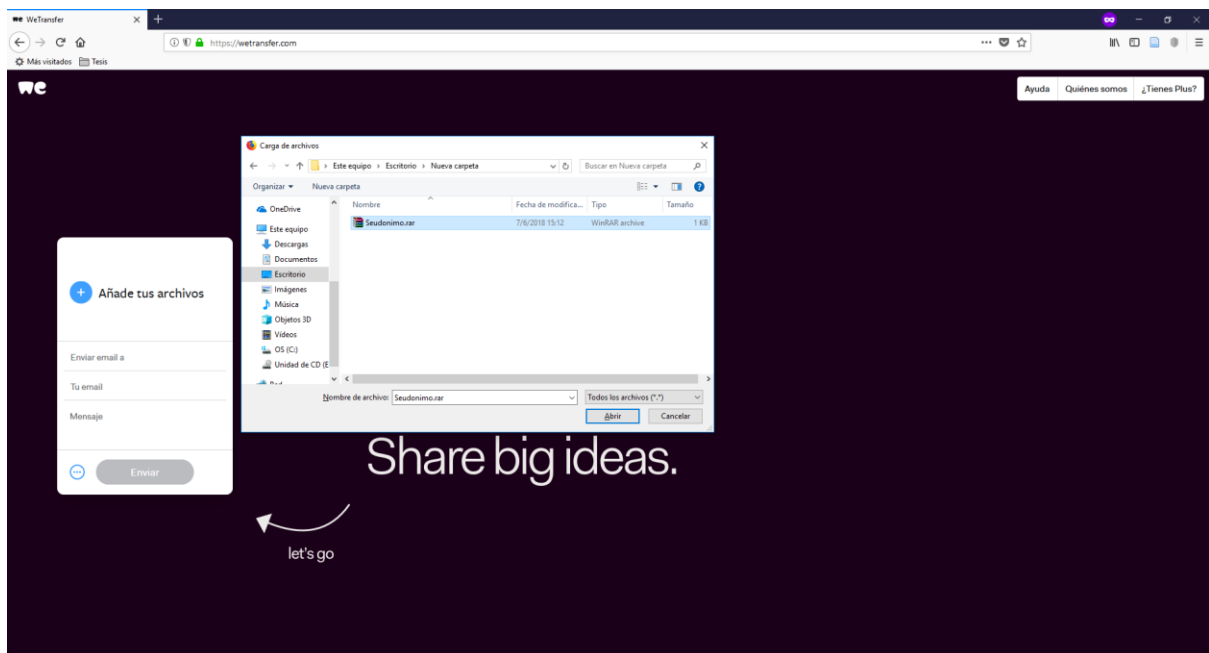 WeTransfer
https://wetransfer.com
Más visitados Tesis
we
Ayuda Quiénes somos ¿Tienes Plus?
Carga de archivos
Este equipo › Escritorio › Nueva carpeta Buscar en Nueva carpeta
Organizar Nueva carpeta
Nombre Fecha de modifica... Tipo Tamaño
Seudonimo.rar 7/6/2018 15:12 WinRAR archive 1 KB
OneDrive
Este equipo
Descargas
Documentos
Escritorio
Imágenes
Música
Objetos 3D
Vídeos
OS (C:)
Unidad de CD (E
Nombre de archivo: Seudonimo.rar Todos los archivos (*.*)
Abrir Cancelar
Añade tus archivos
Enviar email a
Tu email
Mensaje
Enviar
Share big ideas.
let's go